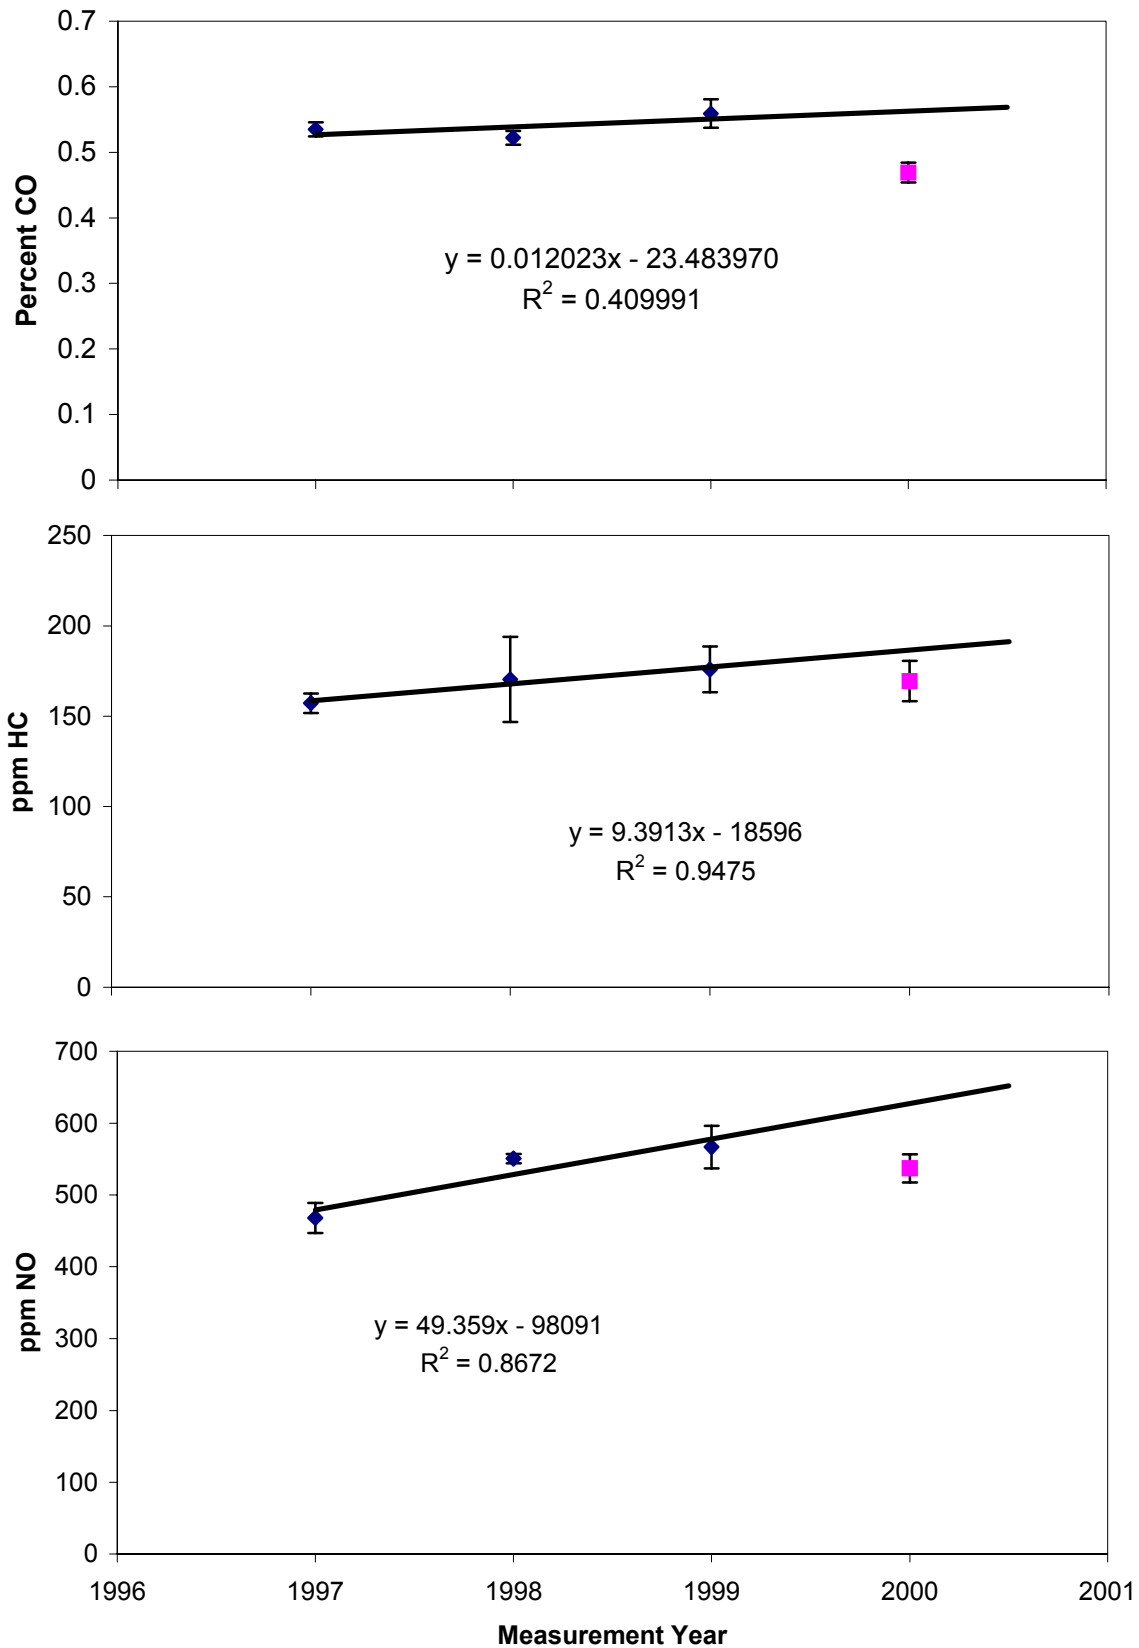 0.7
0.6
0.5
0.4
0.3
0.2
0.1
0
Percent CO
y = 0.012023x - 23.483970
R² = 0.409991
250
200
150
100
50
0
ppm HC
y = 9.3913x - 18596
R² = 0.9475
700
600
500
400
300
200
100
0
ppm NO
y = 49.359x - 98091
R² = 0.8672
1996 1997 1998 1999 2000 2001
Measurement Year